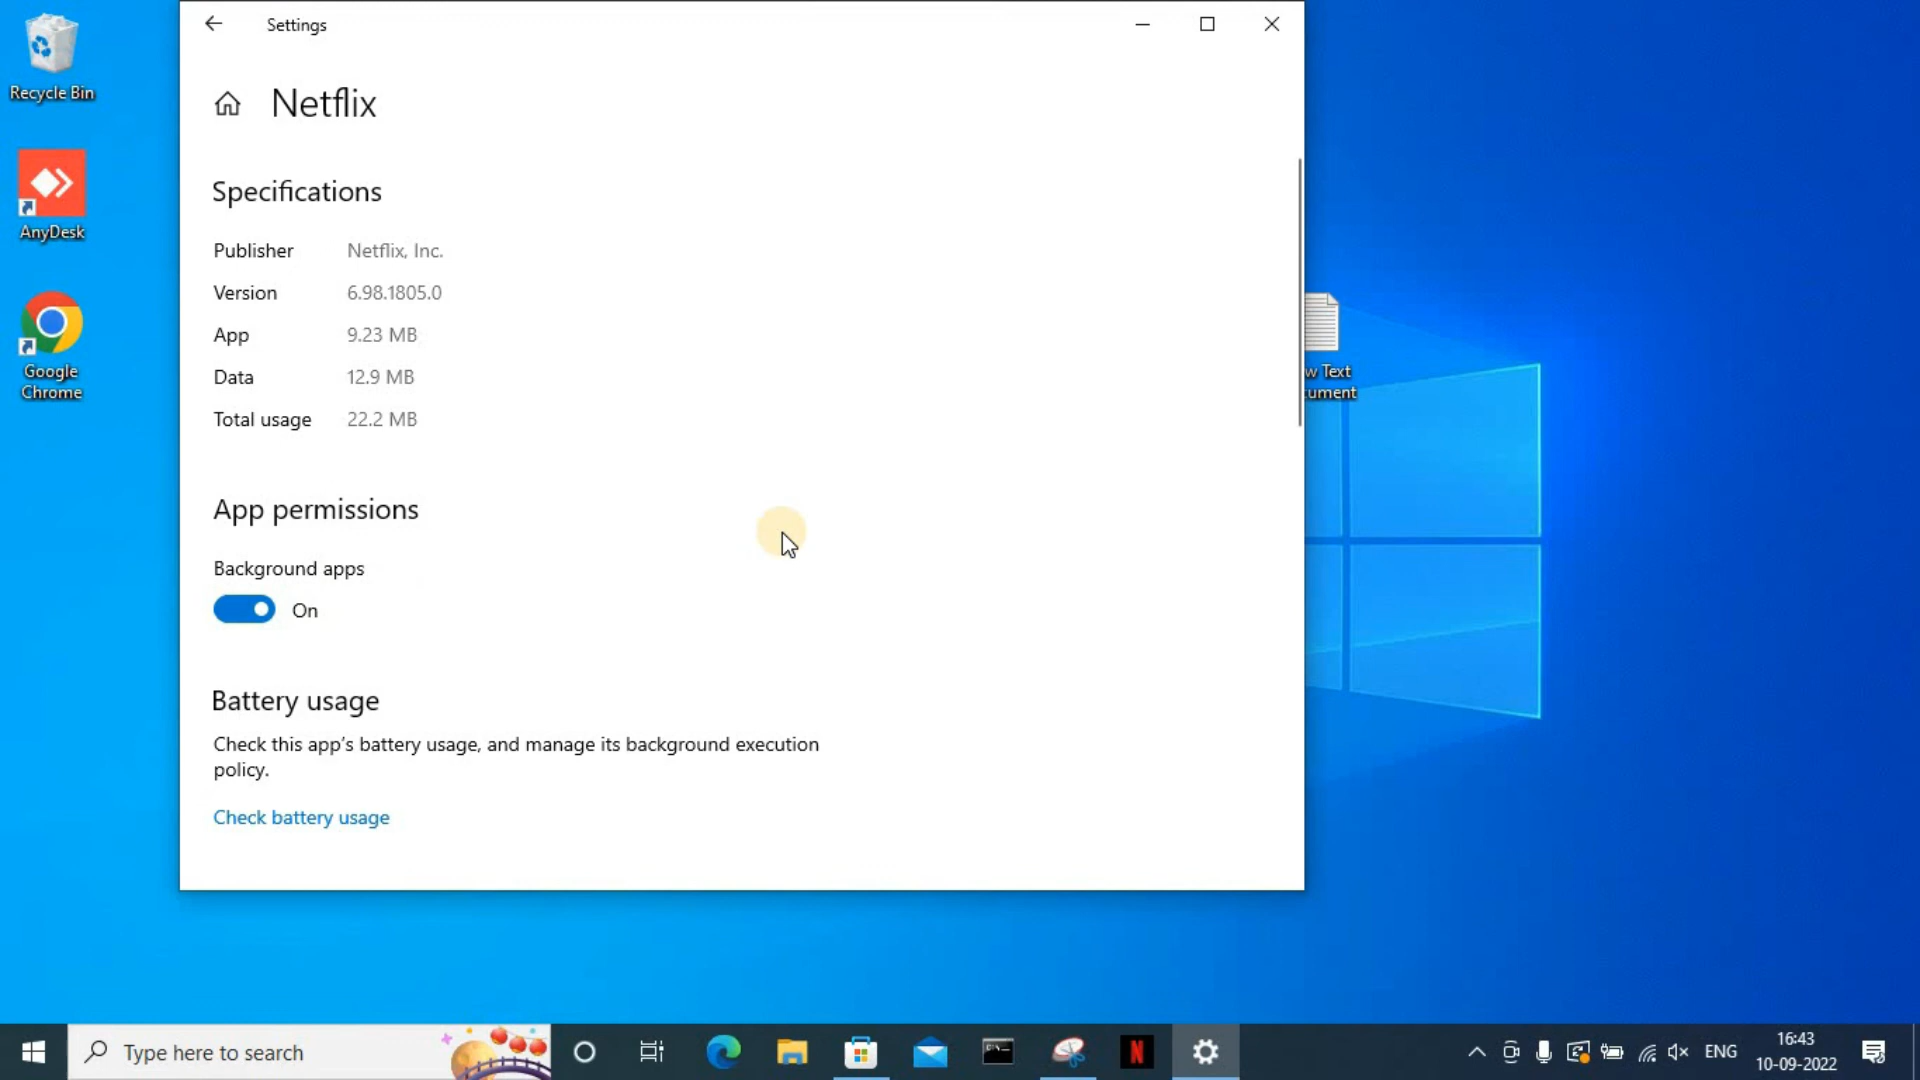 Settings
Netflix
Specifications
Publisher Netflix, Inc.
Version 6.98.1805.0
App 9.23 MB
Data 12.9 MB
Total usage 22.2 MB
App permissions
Background apps
On
Battery usage
Check this app's battery usage, and manage its background execution
policy.
Check battery usage
Recycle Bin
AnyDesk
Google
Chrome
w Text
cument
Type here to search
N
ENG
16:43
10-09-2022